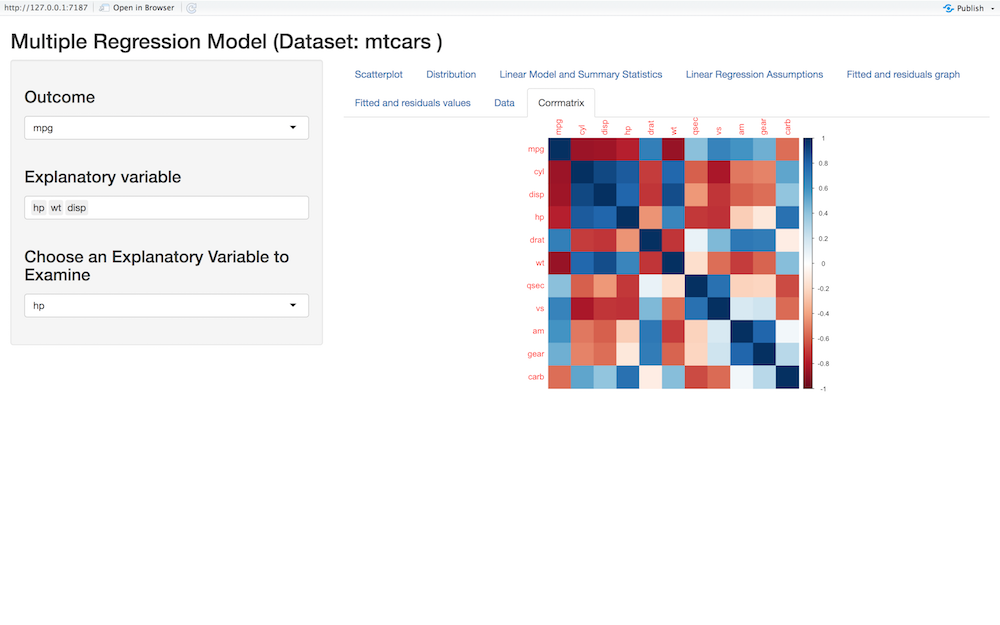 http://127.0.0.1:7187 Open in Browser Publish
Multiple Regression Model (Dataset: mtcars )
Outcome
mpg
Explanatory variable
hp wt disp
Choose an Explanatory Variable to
Examine
hp
Scatterplot Distribution Linear Model and Summary Statistics Linear Regression Assumptions Fitted and residuals graph
Fitted and residuals values Data Corrmatrix
mpg cyl disp hp drat wt qsec vs am gear carb
mpg
cyl
disp
hp
drat
wt
qsec
vs
am
gear
carb
1
0.8
0.6
0.4
0.2
0
-0.2
-0.4
-0.6
-0.8
-1